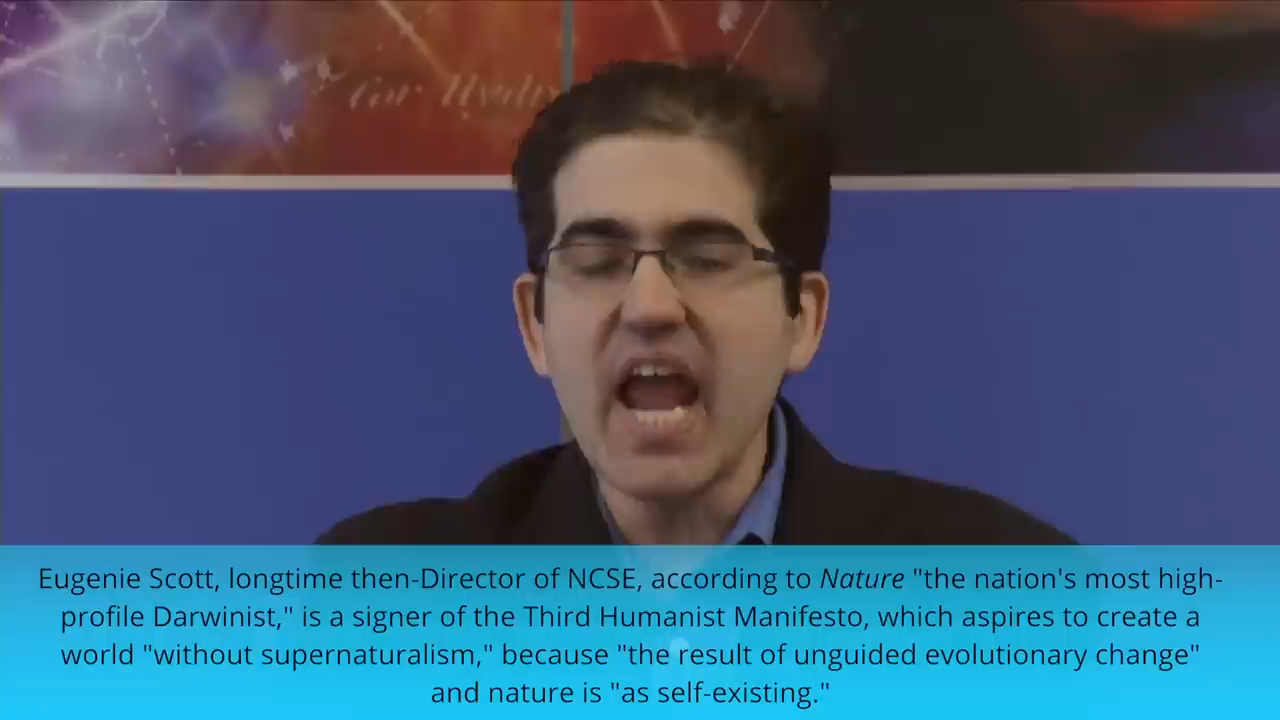 for Hydr
Eugenie Scott, longtime then-Director of NCSE, according to Nature "the nation's most high-
profile Darwinist," is a signer of the Third Humanist Manifesto, which aspires to create a
world "without supernaturalism," because "the result of unguided evolutionary change"
and nature is "as self-existing."